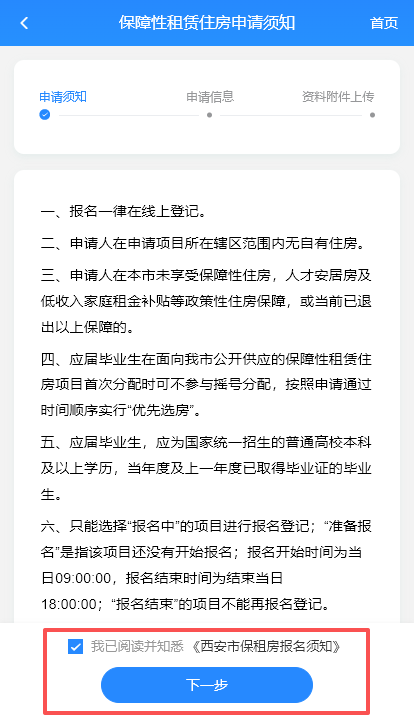 保障性租赁住房申请须知 首页
申请须知 申请信息 资料附件上传
一、报名一律在线上登记。
二、申请人在申请项目所在辖区范围内无自有住房。
三、申请人在本市未享受保障性住房，人才安居房及
低收入家庭租金补贴等政策性住房保障，或当前已退
出以上保障的。
四、应届毕业生在面向我市公开供应的保障性租赁住
房项目首次分配时可不参与摇号分配，按照申请通过
时间顺序实行“优先选房”。
五、应届毕业生，应为国家统一招生的普通高校本科
及以上学历，当年度及上一年度已取得毕业证的毕业
生。
六、只能选择“报名中”的项目进行报名登记；“准备报
名”是指该项目还没有开始报名；报名开始时间为当
日09:00:00，报名结束时间为结束当日
18:00:00；“报名结束”的项目不能再报名登记。
我已阅读并知悉 《西安市保租房报名须知》
下一步